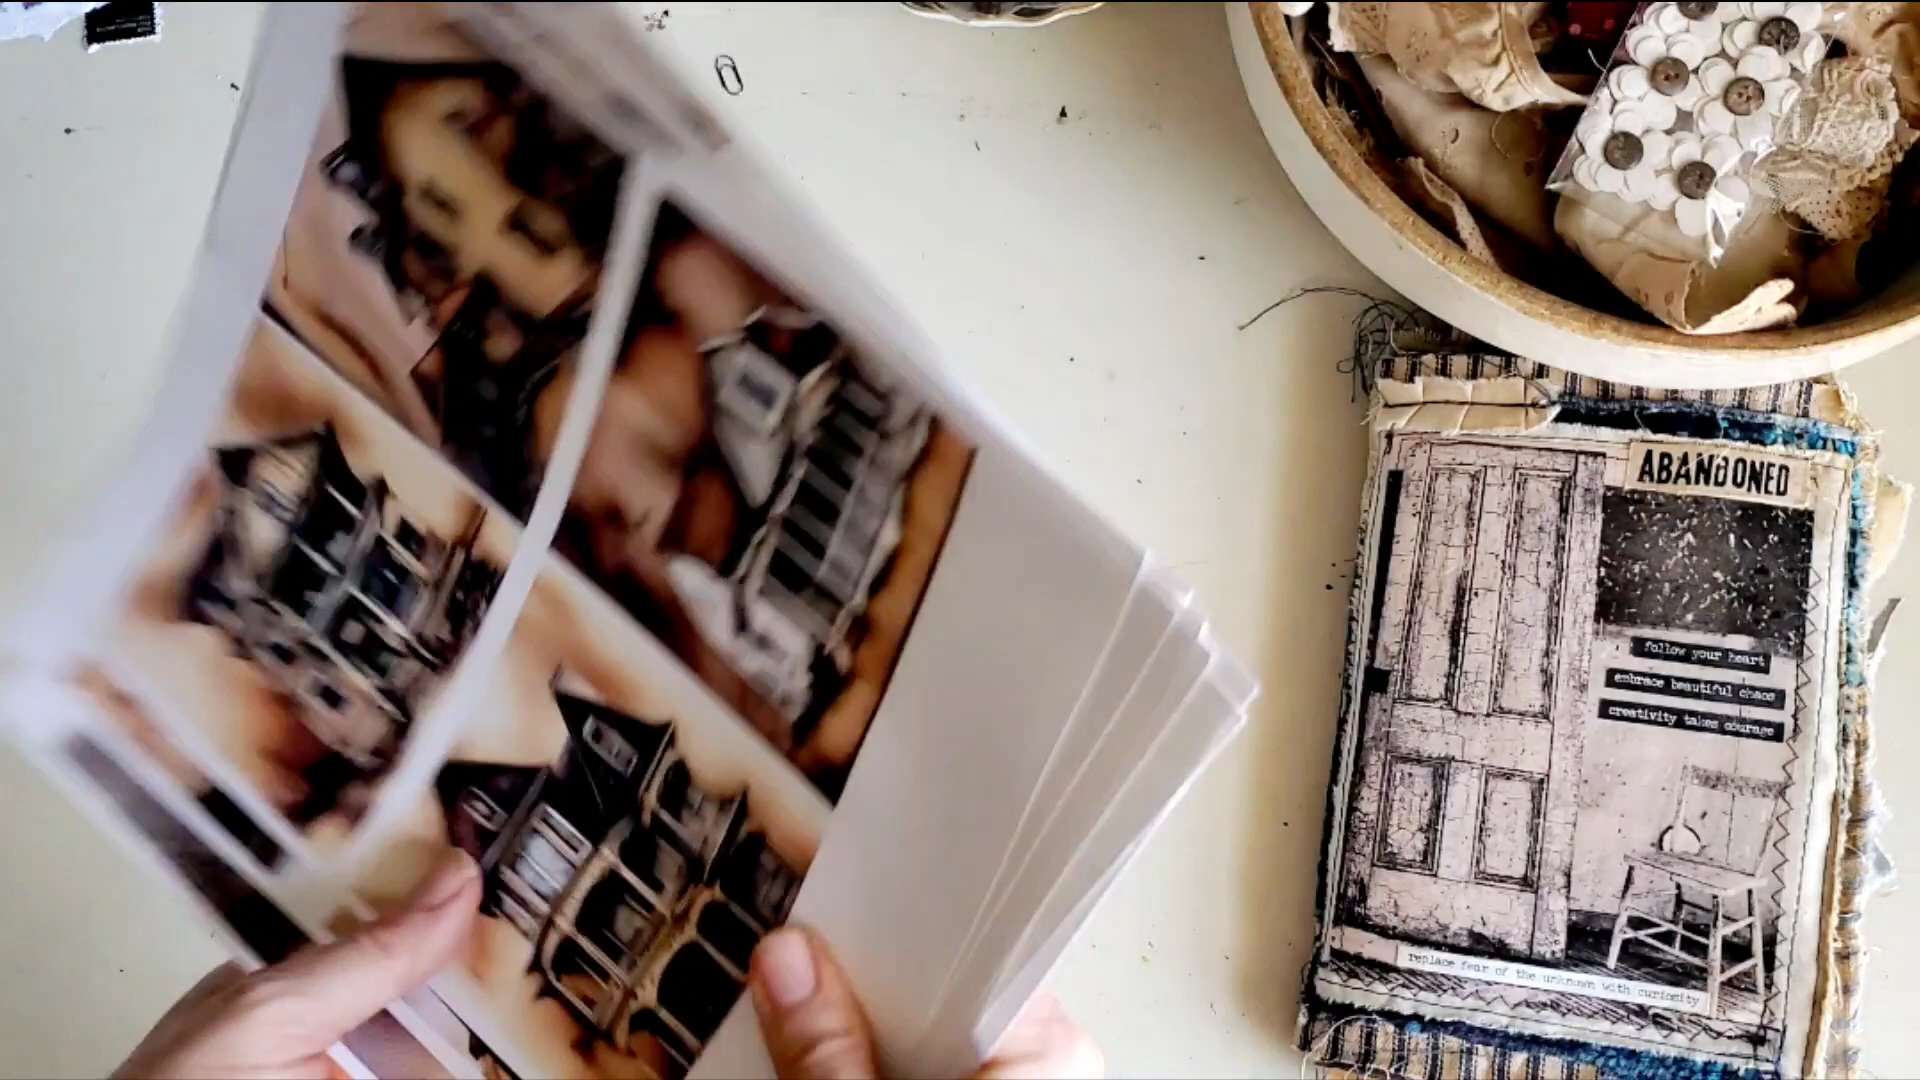 ABANDONED
follow your heart
embrace beautiful chaos
creativity takes courage
replace fear of the unknown with curiosity